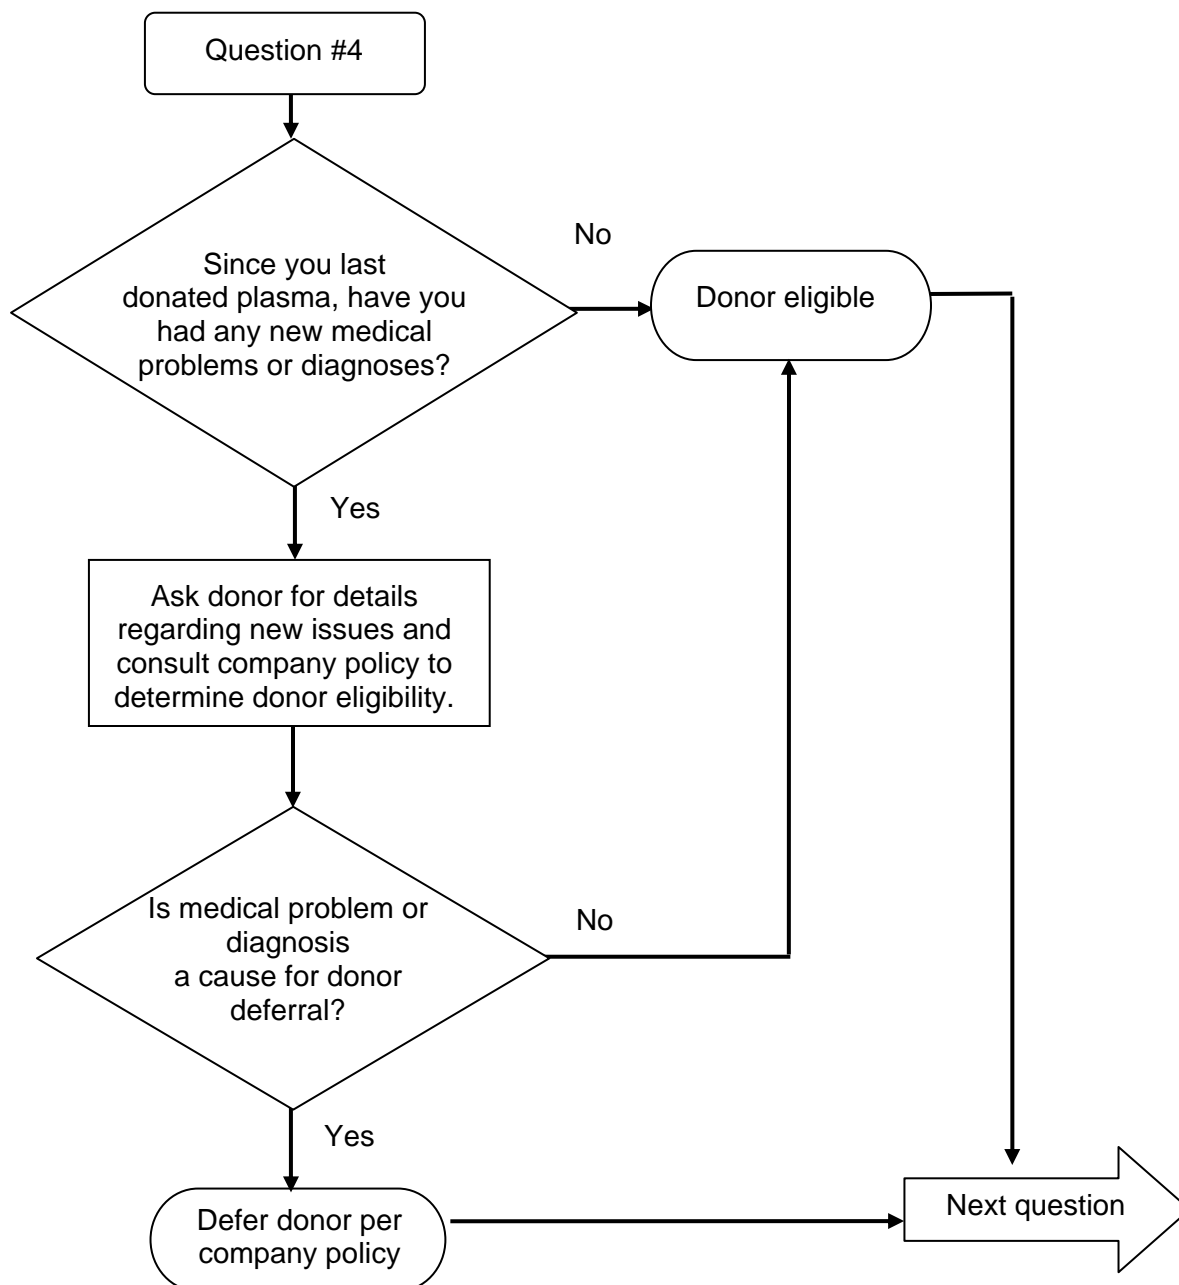 Question #4
No
Since you last
donated plasma, have you
had any new medical
problems or diagnoses?
Donor eligible
Yes
Ask donor for details
regarding new issues and
consult company policy to
determine donor eligibility.
Is medical problem or
diagnosis
a cause for donor
deferral?
No
Yes
Defer donor per
company policy
Next question